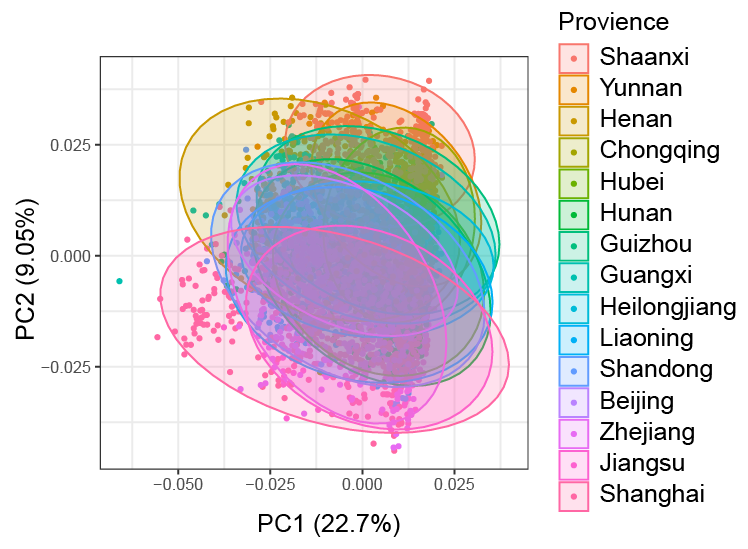 Provience
Shaanxi
Yunnan
Henan
Chongqing
Hubei
Hunan
Guizhou
Guangxi
Heilongjiang
Liaoning
Shandong
Beijing
Zhejiang
Jiangsu
Shanghai
PC2 (9.05%)
0.025
0.000
−0.025
−0.050 −0.025 0.000 0.025
PC1 (22.7%)